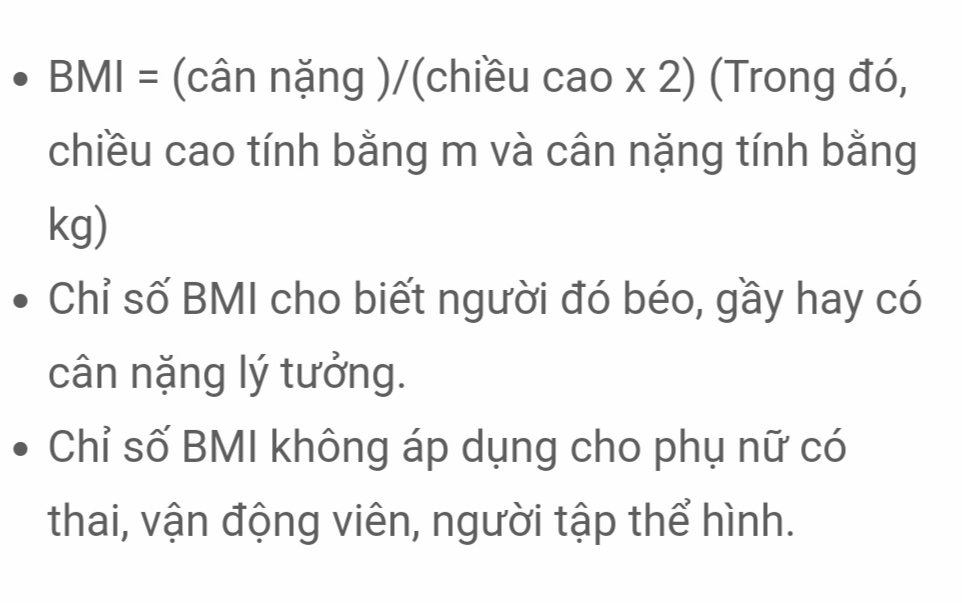 • BMI = (cân nặng )/(chiều cao x 2) (Trong đó,
chiều cao tính bằng m và cân nặng tính bằng
kg)
• Chỉ số BMI cho biết người đó béo, gầy hay có
cân nặng lý tưởng.
• Chỉ số BMI không áp dụng cho phụ nữ có
thai, vận động viên, người tập thể hình.